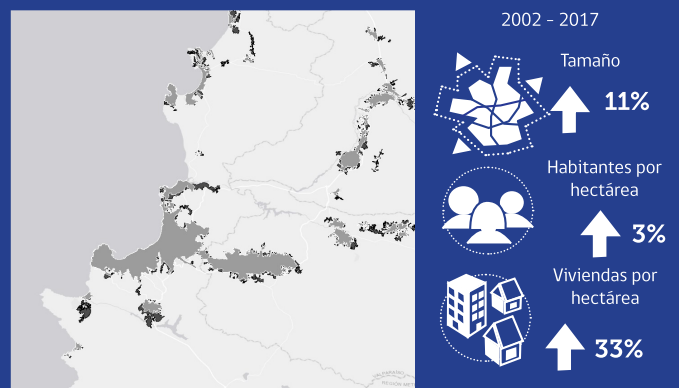 2002 - 2017
Tamaño
11%
Habitantes por
hectárea
3%
Viviendas por
hectárea
33%